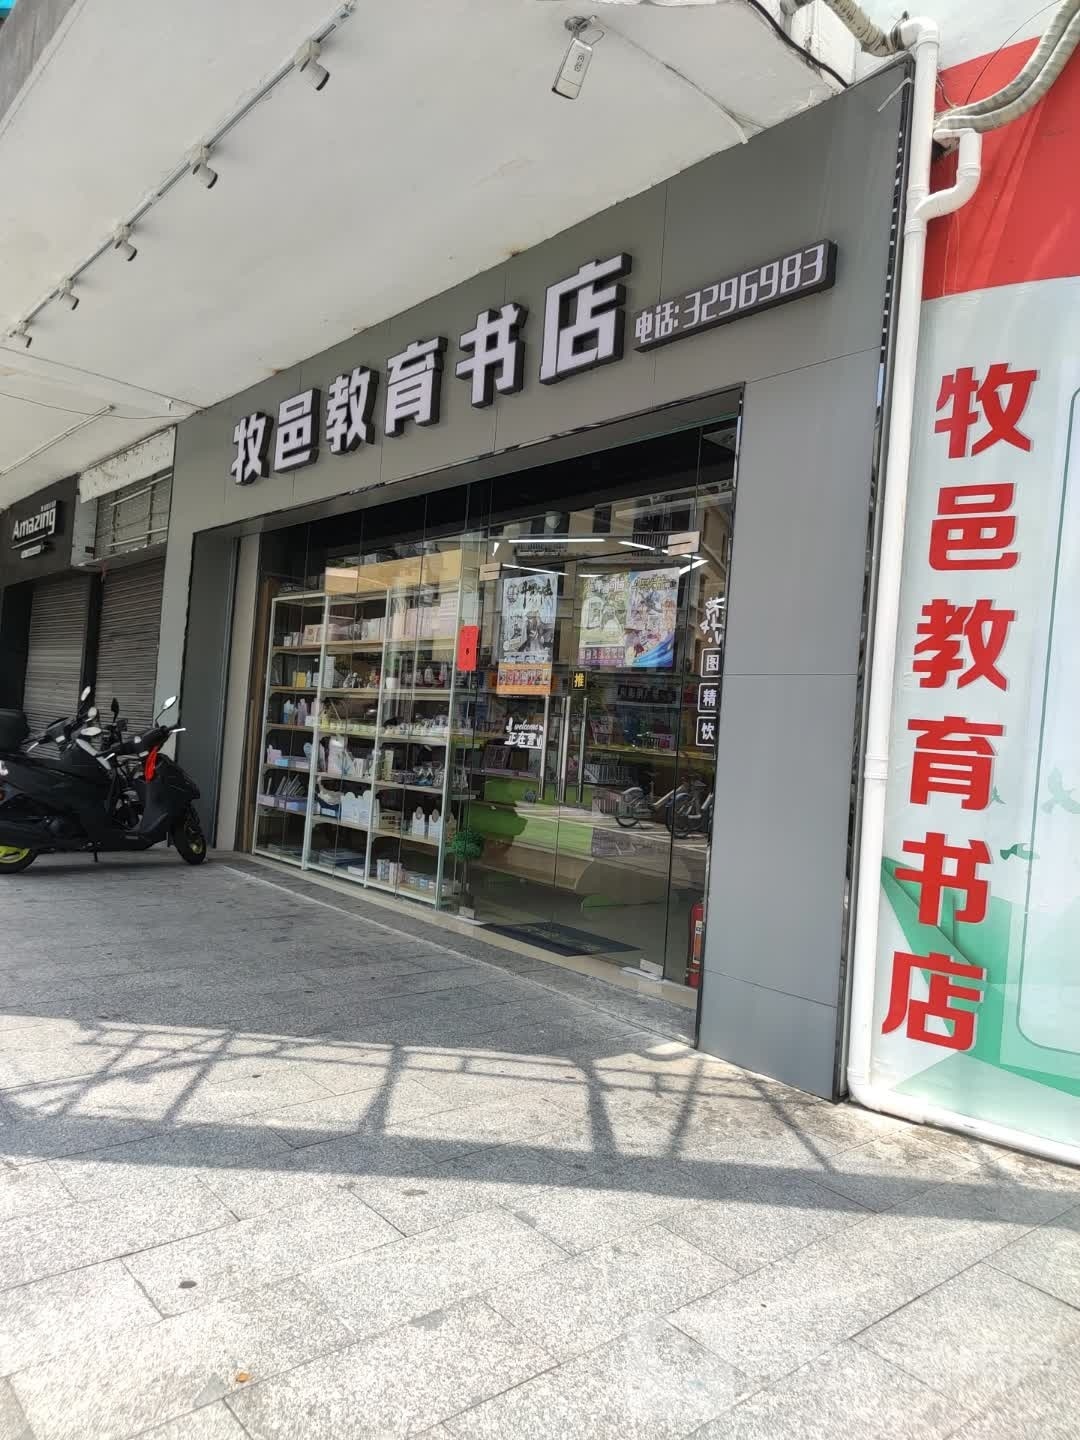 牧邑教育书店
电话:3296983
牧邑教育书店
Amazing
推
welcome
正在营
图
精
饮